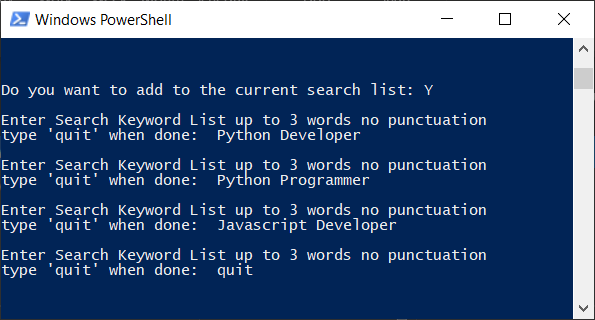 Windows PowerShell
Do you want to add to the current search list: Y
Enter Search Keyword List up to 3 words no punctuation
type 'quit' when done:  Python Developer
Enter Search Keyword List up to 3 words no punctuation
type 'quit' when done:  Python Programmer
Enter Search Keyword List up to 3 words no punctuation
type 'quit' when done:  Javascript Developer
Enter Search Keyword List up to 3 words no punctuation
type 'quit' when done:  quit